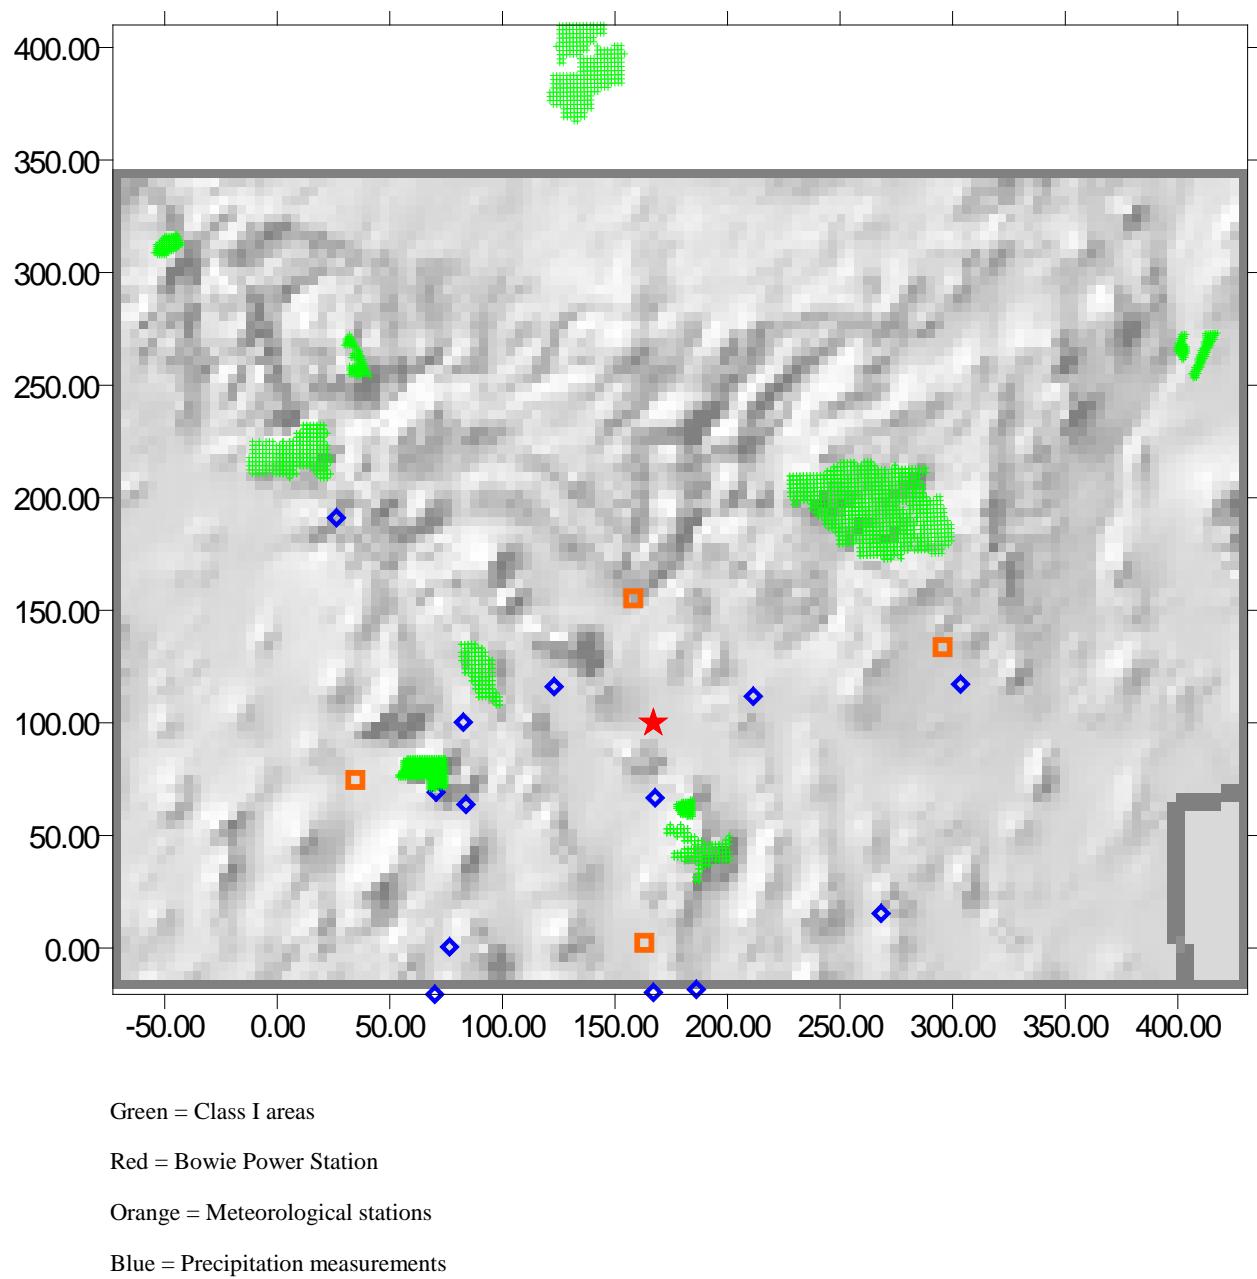 400.00
350.00
300.00
250.00
200.00
150.00
100.00
50.00
0.00
-50.00 0.00 50.00 100.00 150.00 200.00 250.00 300.00 350.00 400.00
Green = Class I areas
Red = Bowie Power Station
Orange = Meteorological stations
Blue = Precipitation measurements